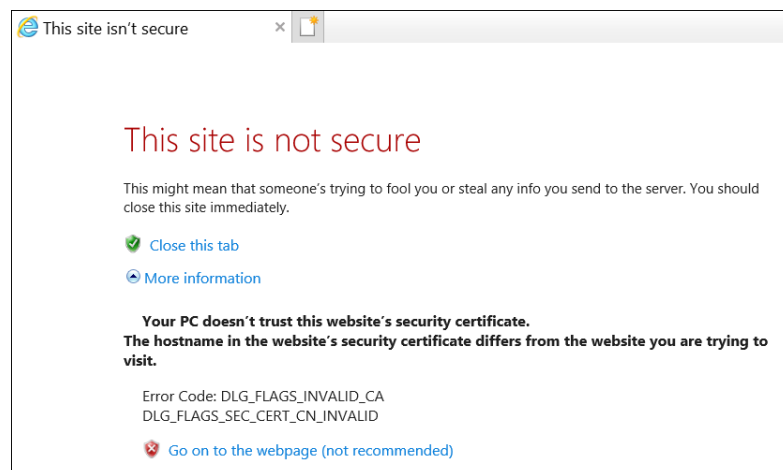 This site isn't secure
This site is not secure
This might mean that someone's trying to fool you or steal any info you send to the server. You should
close this site immediately.
Close this tab
More information
Your PC doesn't trust this website's security certificate.
The hostname in the website's security certificate differs from the website you are trying to
visit.
Error Code: DLG_FLAGS_INVALID_CA
DLG_FLAGS_SEC_CERT_CN_INVALID
Go on to the webpage (not recommended)